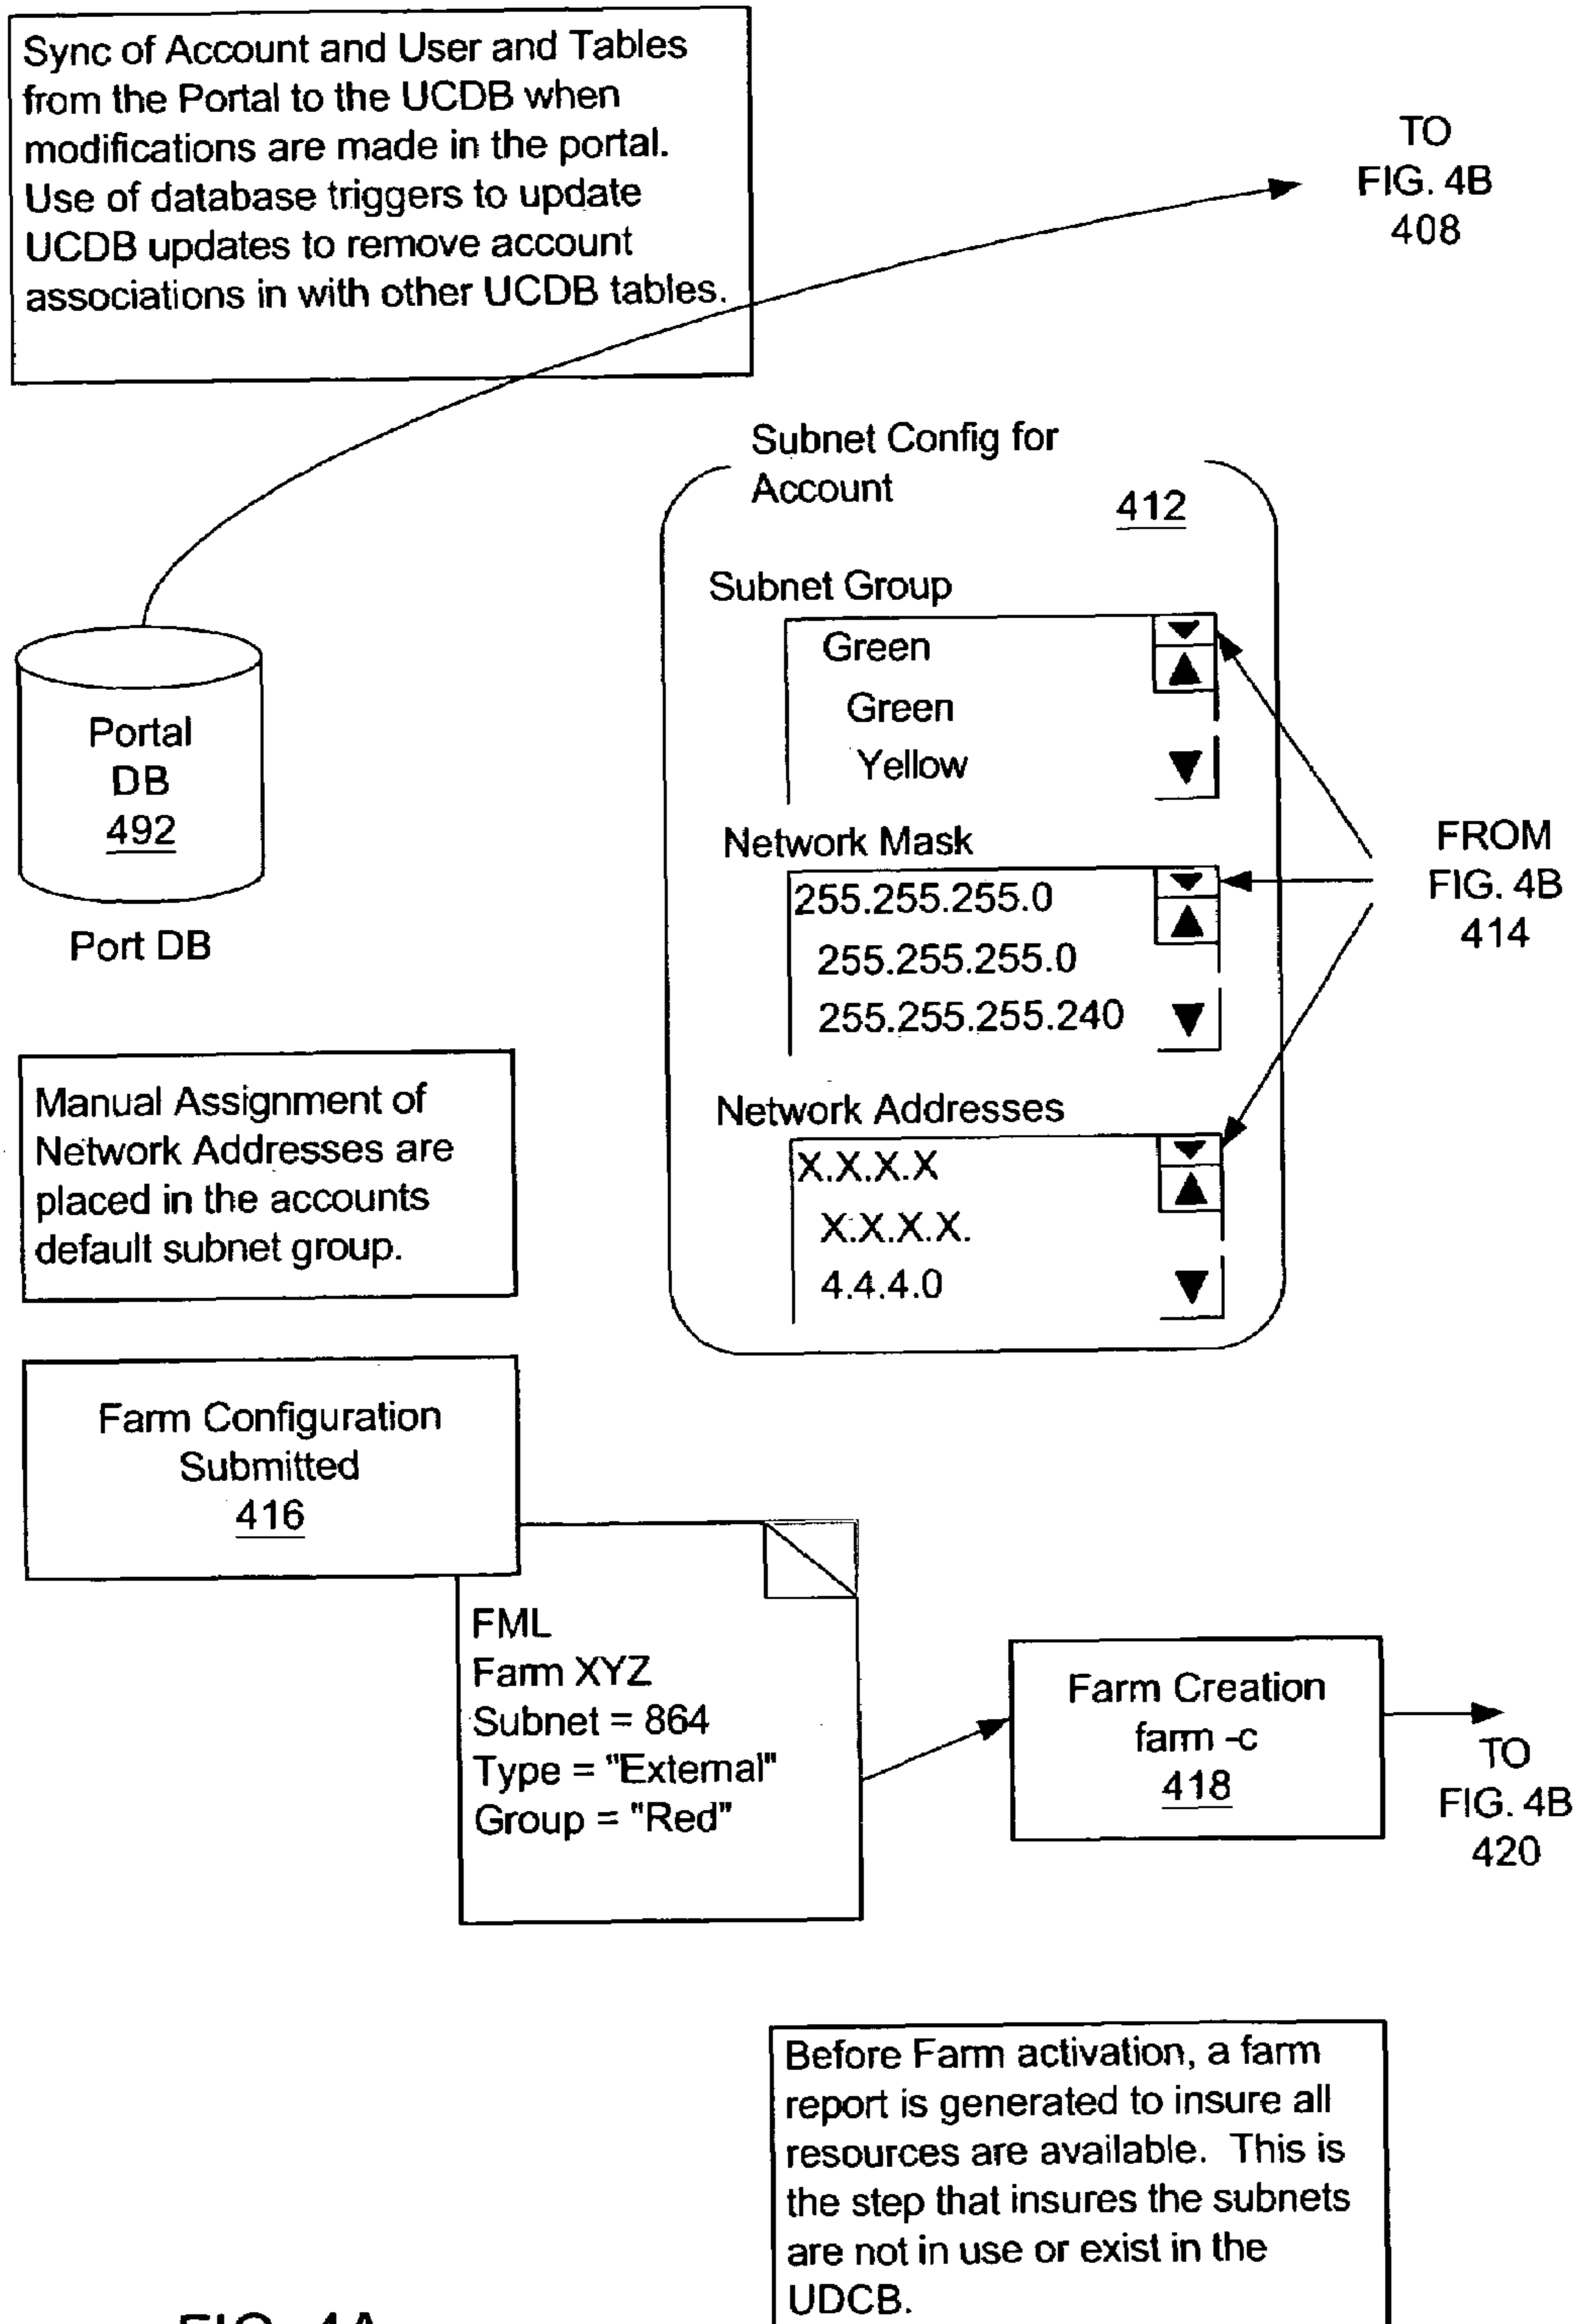 Sync of Account and User and Tables
from the Portal to the UCDB when
modifications are made in the portal.
Use of database triggers to update
UCDB updates to remove account
associations in with other UCDB tables.
TO
FIG. 4B
408
Subnet Config for
Account
412
Subnet Group
Green
Green
Yellow
Portal
DB
492
Port DB
Network Mask
255.255.255.0
255.255.255.0
255.255.255.240
FROM
FIG. 4B
414
Manual Assignment of
Network Addresses are
placed in the accounts
default subnet group.
Network Addresses
X.X.X.X
X.X.X.X.
4.4.4.0
Farm Configuration
Submitted
416
FML
Farm XYZ
Subnet = 864
Type = "External"
Group = "Red"
Farm Creation
farm -c
418
TO
FIG. 4B
420
Before Farm activation, a farm
report is generated to insure all
resources are available. This is
the step that insures the subnets
are not in use or exist in the
UDCB.
FIG. 4A